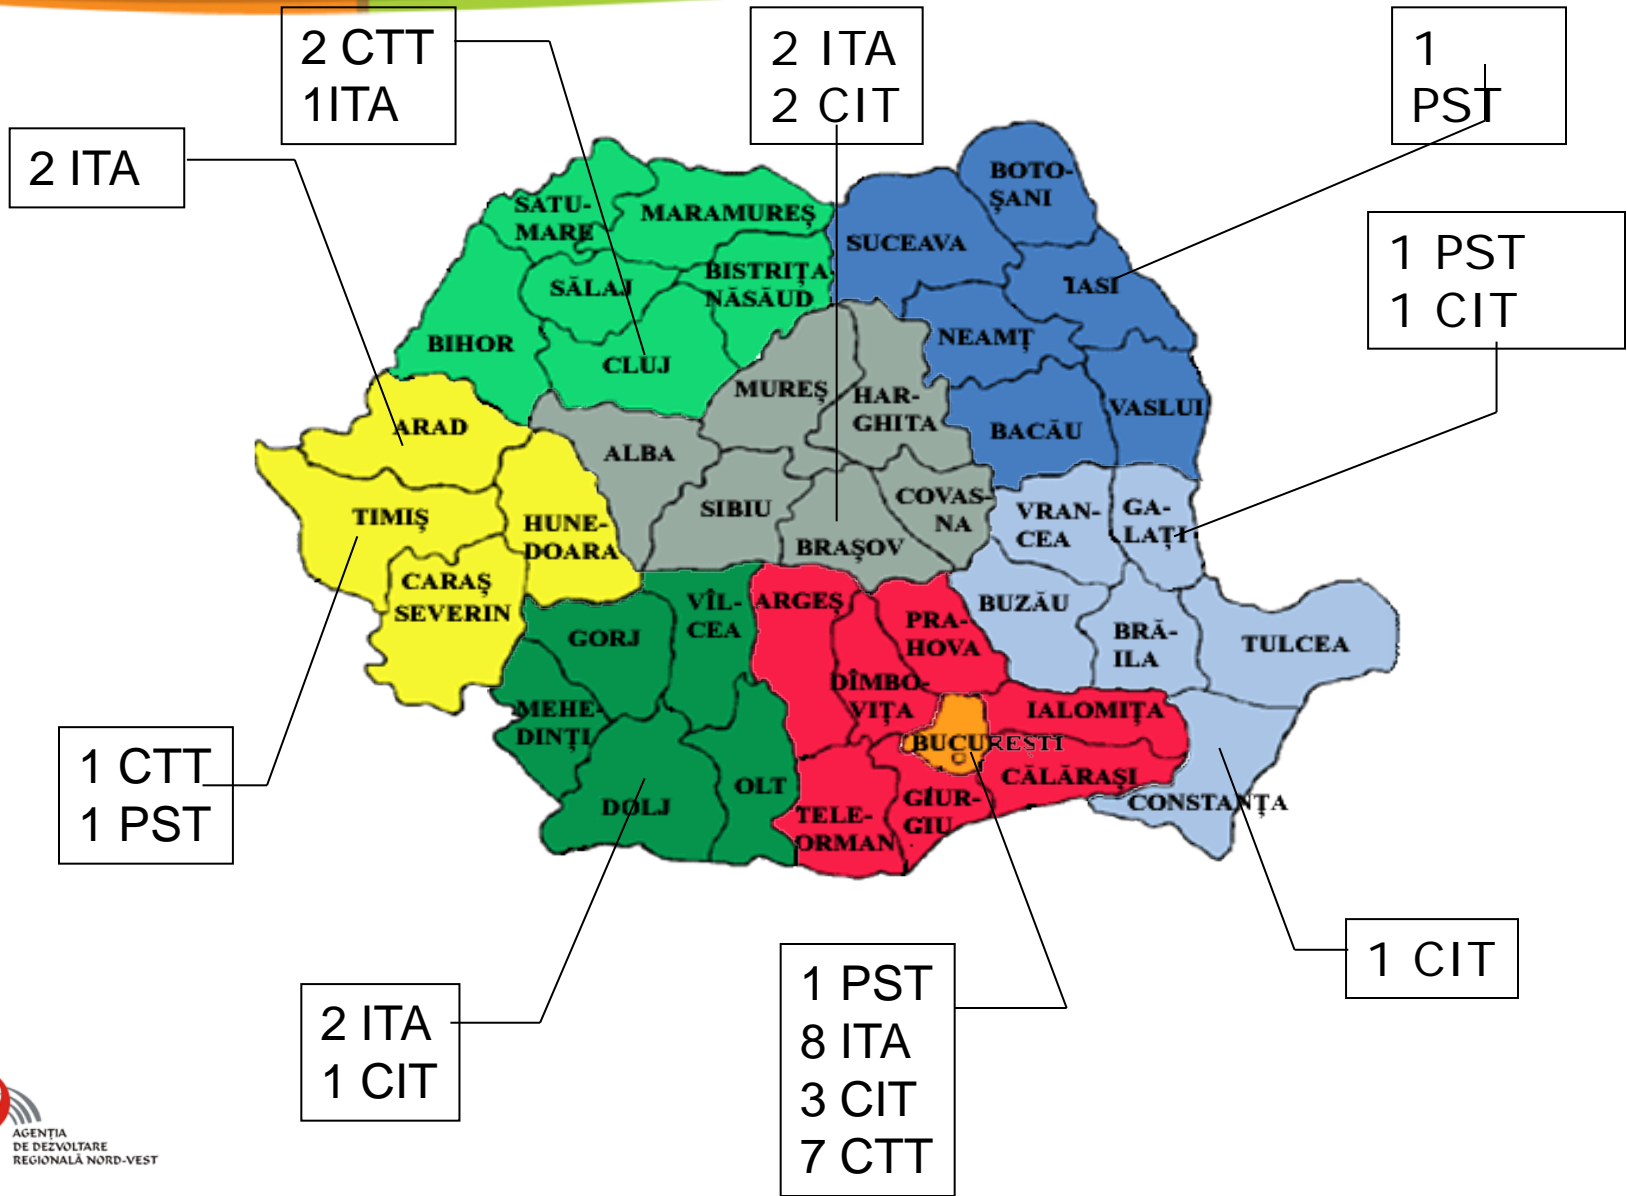 2 CTT
1ITA
2 ITA
2 CIT
1
PST
2 ITA
1 PST
1 CIT
BOTO-
ȘANI
SATU-
MARE
MARAMUREȘ
SUCEAVA
BISTRIȚA
NĂSĂUD
SĂLAJ
IASI
NEAMȚ
BIHOR
CLUJ
MUREȘ
HAR-
GHITA
VASLUI
ARAD
BACĂU
ALBA
COVAS-
NA
SIBIU
VRAN-
CEA
GA-
LAȚI
TIMIȘ
HUNE-
DOARA
BRAȘOV
CARAȘ
SEVERIN
VÎL-
CEA
ARGEȘ
BUZĂU
GORJ
PRA-
HOVA
BRĂ-
ILA
TULCEA
DÎMBO-
VIȚA
MEHE-
DINȚI
IALOMIȚA
BUCUREȘTI
CĂLĂRAȘI
OLT
DOLJ
GIUR-
GIU
CONSTANȚA
TELE-
ORMAN
1 CTT
1 PST
1 CIT
2 ITA
1 CIT
1 PST
8 ITA
3 CIT
7 CTT
AGENȚIA
DE DEZVOLTARE
REGIONALĂ NORD-VEST